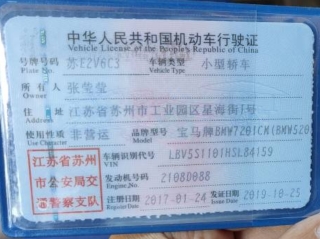 中华人民共和国机动车行驶证
Vehicle License of the People's Republic of China
号牌号码 苏E2V6C3 车辆类型 小型轿车
Plate No. Vehicle Type
所有人 张莹莹
Owner
住址 江苏省苏州市工业园区星海街1号
Address
使用性质 非营运 品牌型号 宝马牌BMW7201CM(BMW520
Use Character Model
江苏省苏州
市公安局交
通警察支队
车辆识别代号 LBV5S1101HSL84159
VIN
发动机号码 2108D088
Engine No.
注册日期 2017-01-24 发证日期 2019-10-25
Register Date Issue Date